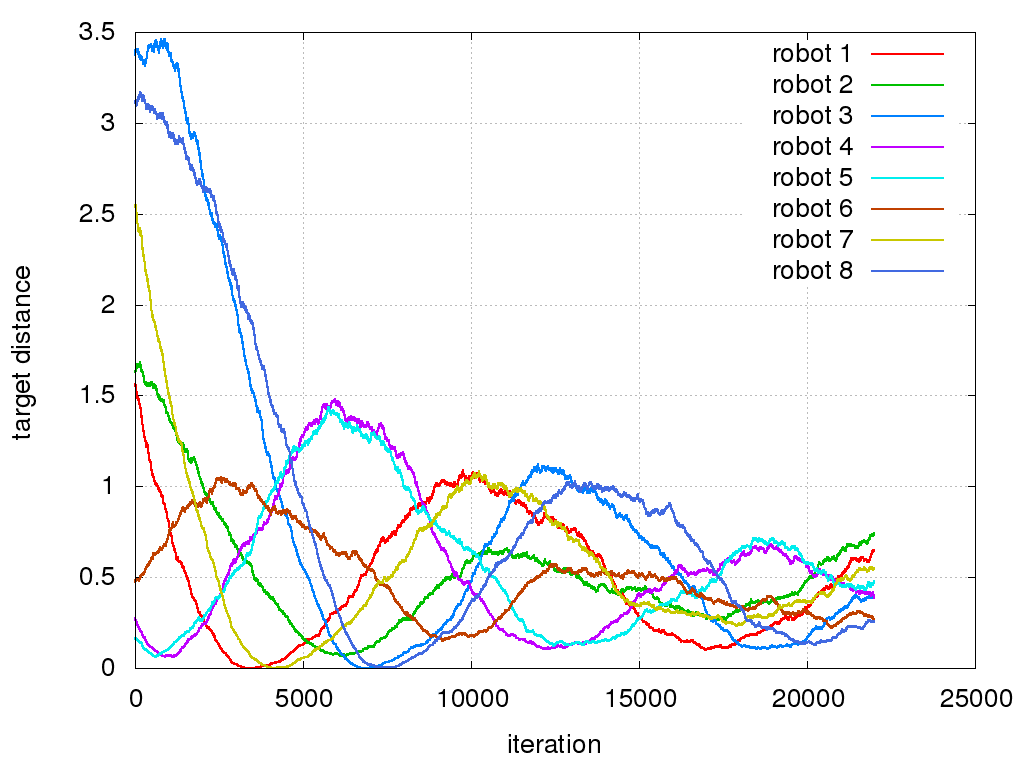 3.5
3
2.5
2
1.5
1
0.5
0
0
5000
10000
15000
20000
25000
target distance
iteration
robot 1
robot 2
robot 3
robot 4
robot 5
robot 6
robot 7
robot 8